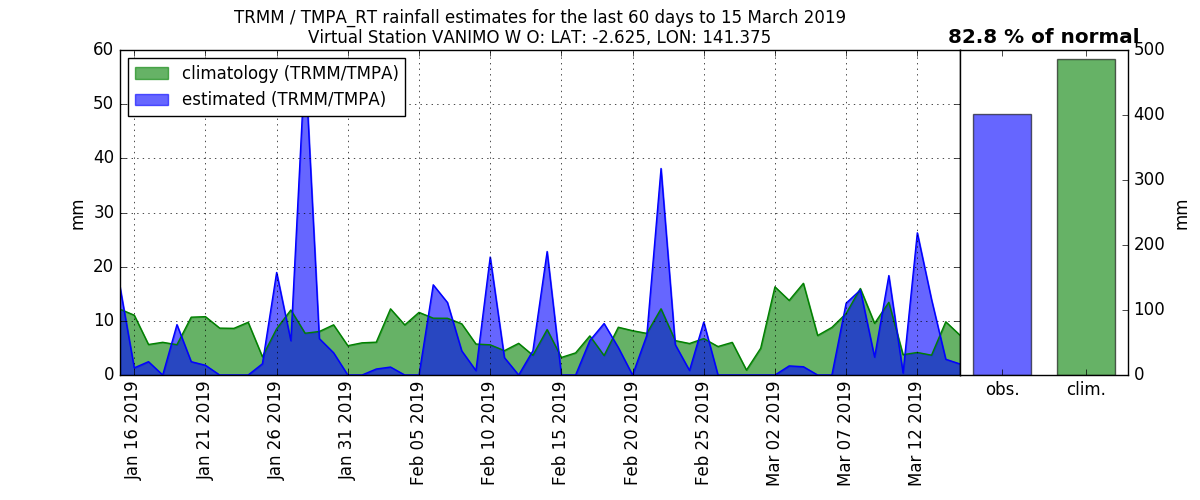 TRMM / TMPA_RT rainfall estimates for the last 60 days to 15 March 2019
Virtual Station VANIMO W O: LAT: -2.625, LON: 141.375
82.8 % of normal
climatology (TRMM/TMPA)
estimated (TRMM/TMPA)
mm
60
50
40
30
20
10
0
Jan 16 2019
Jan 21 2019
Jan 26 2019
Jan 31 2019
Feb 05 2019
Feb 10 2019
Feb 15 2019
Feb 20 2019
Feb 25 2019
Mar 02 2019
Mar 07 2019
Mar 12 2019
obs.
clim.
500
400
300
200
100
0
mm